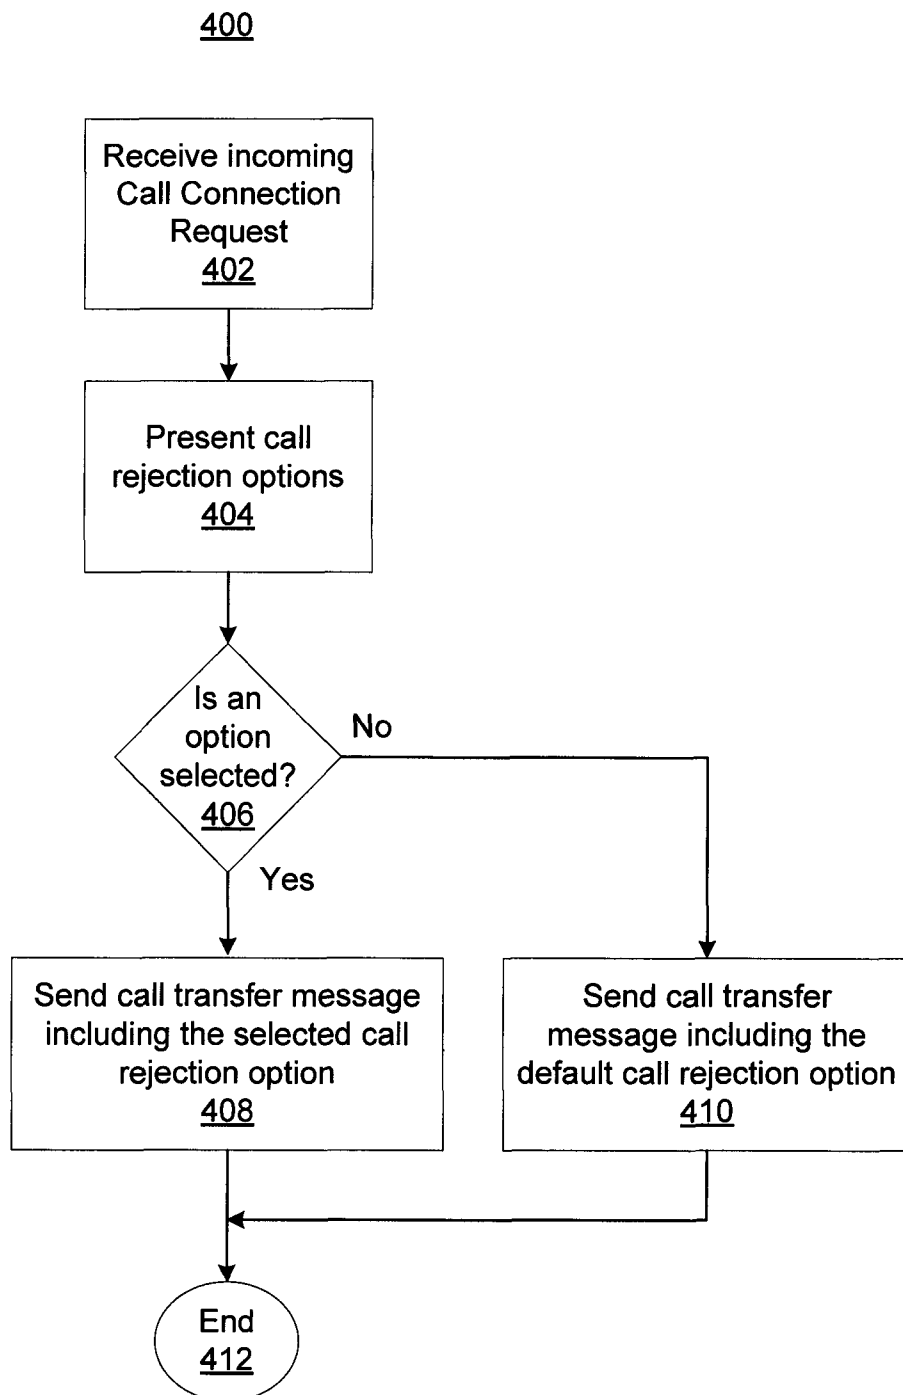 400
Receive incoming
Call Connection
Request
402
Present call
rejection options
404
Is an
option
selected?
406
No
Yes
Send call transfer message
including the selected call
rejection option
408
Send call transfer
message including the
default call rejection option
410
End
412